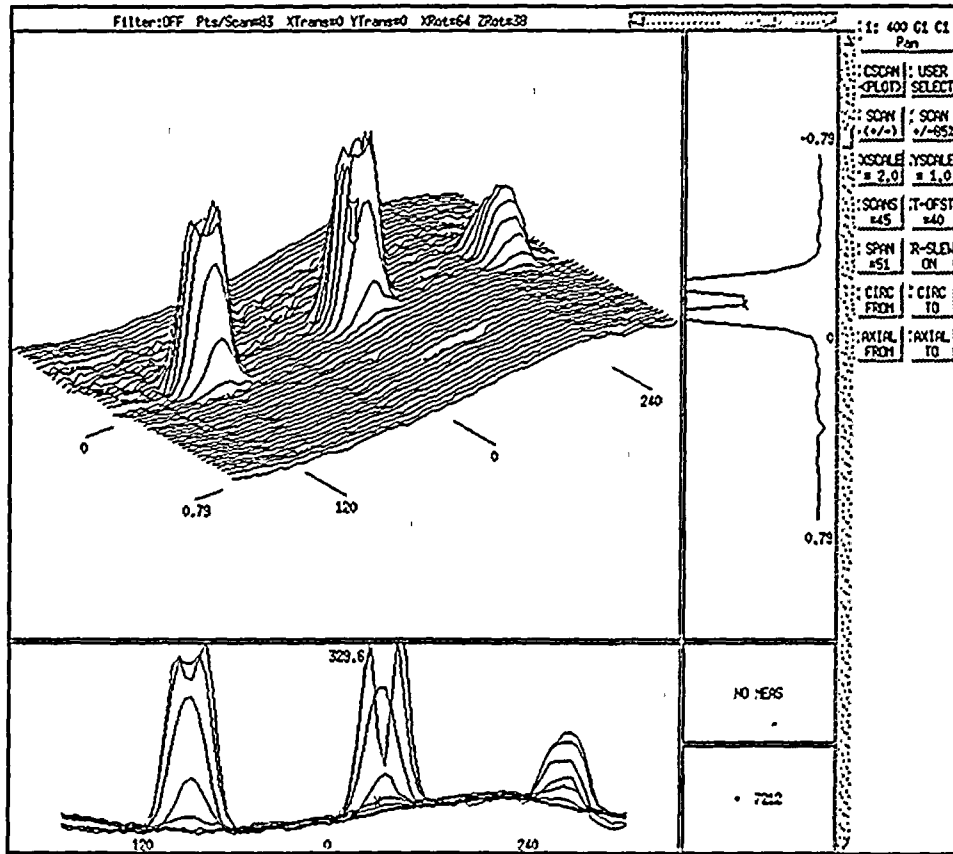 Filter:OFF Pts/Scan=83 XTrans=0 YTrans=0 XRot=64 ZRot=38
1: 400 C1 C1
Pan
CSCAN <PLOT>
USER SELECT
SCAN (+/-)
SCAN +/-85%
XSCALE = 2.0
YSCALE = 1.0
SCANS =45
T-OFST =40
SPAN =51
R-SLEW ON
CIRC FROM
CIRC TO
AXIAL FROM
AXIAL TO
-0.79
0
0.79
0
0.79
120
0
240
329.6
120
0
240
NO MEAS
7212